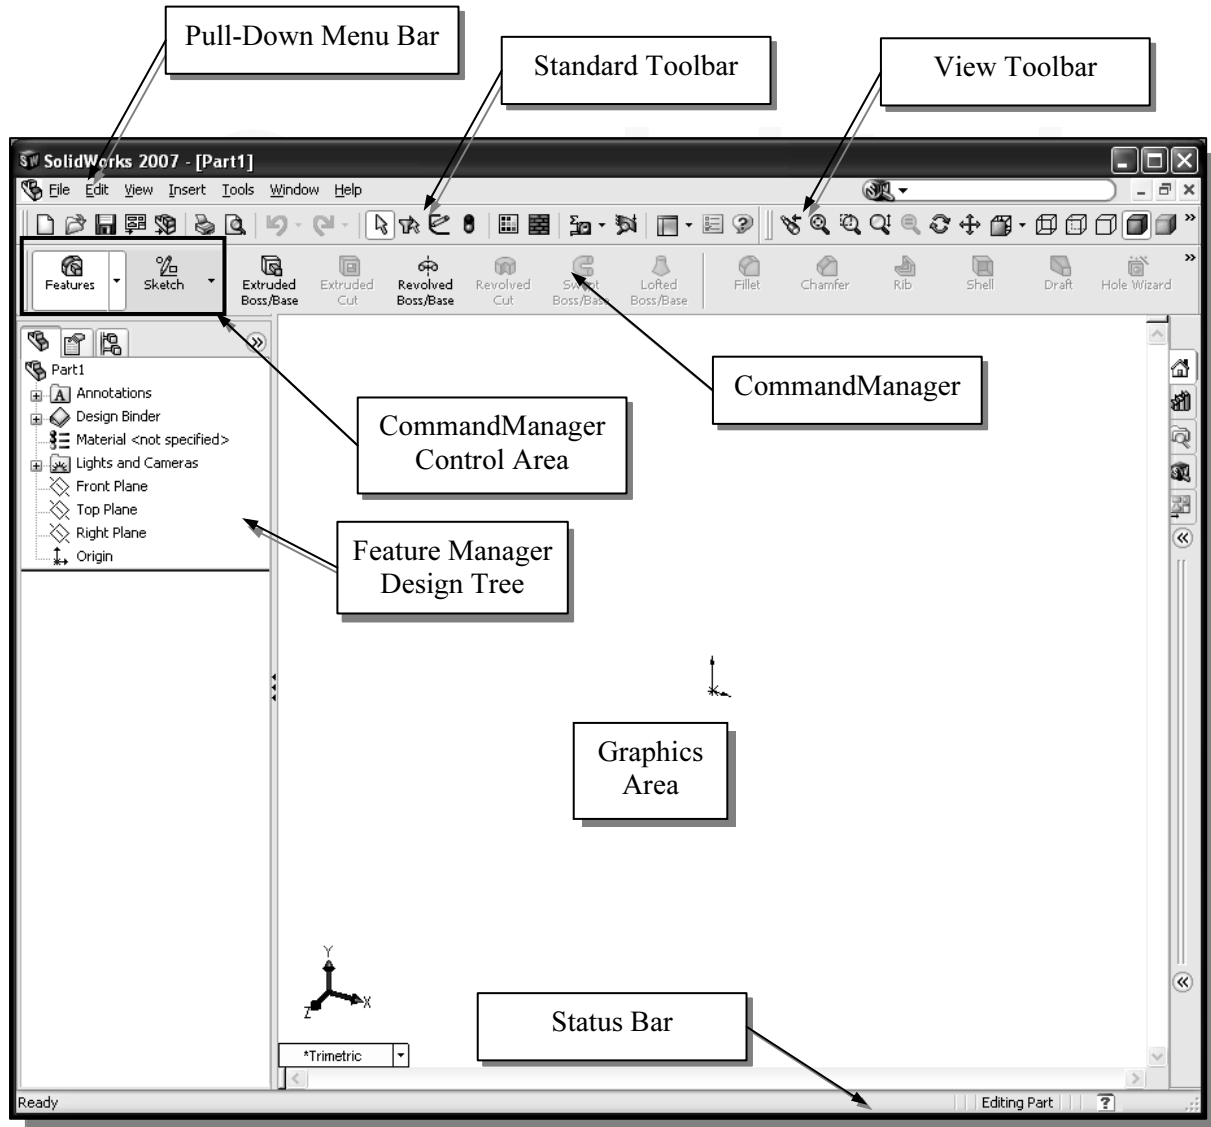 Pull-Down Menu Bar
Standard Toolbar
View Toolbar
SolidWorks 2007 - [Part1]
File Edit View Insert Tools Window Help
Features
Sketch
Extruded
Boss/Base
Extruded
Cut
Revolved
Boss/Base
Revolved
Cut
Swept
Boss/Base
Lofted
Boss/Base
Fillet
Chamfer
Rib
Shell
Draft
Hole Wizard
Part1
Annotations
Design Binder
Material <not specified>
Lights and Cameras
Front Plane
Top Plane
Right Plane
Origin
CommandManager
CommandManager
Control Area
Feature Manager
Design Tree
Graphics
Area
Y
X
Z
Status Bar
*Trimetric
Ready
Editing Part